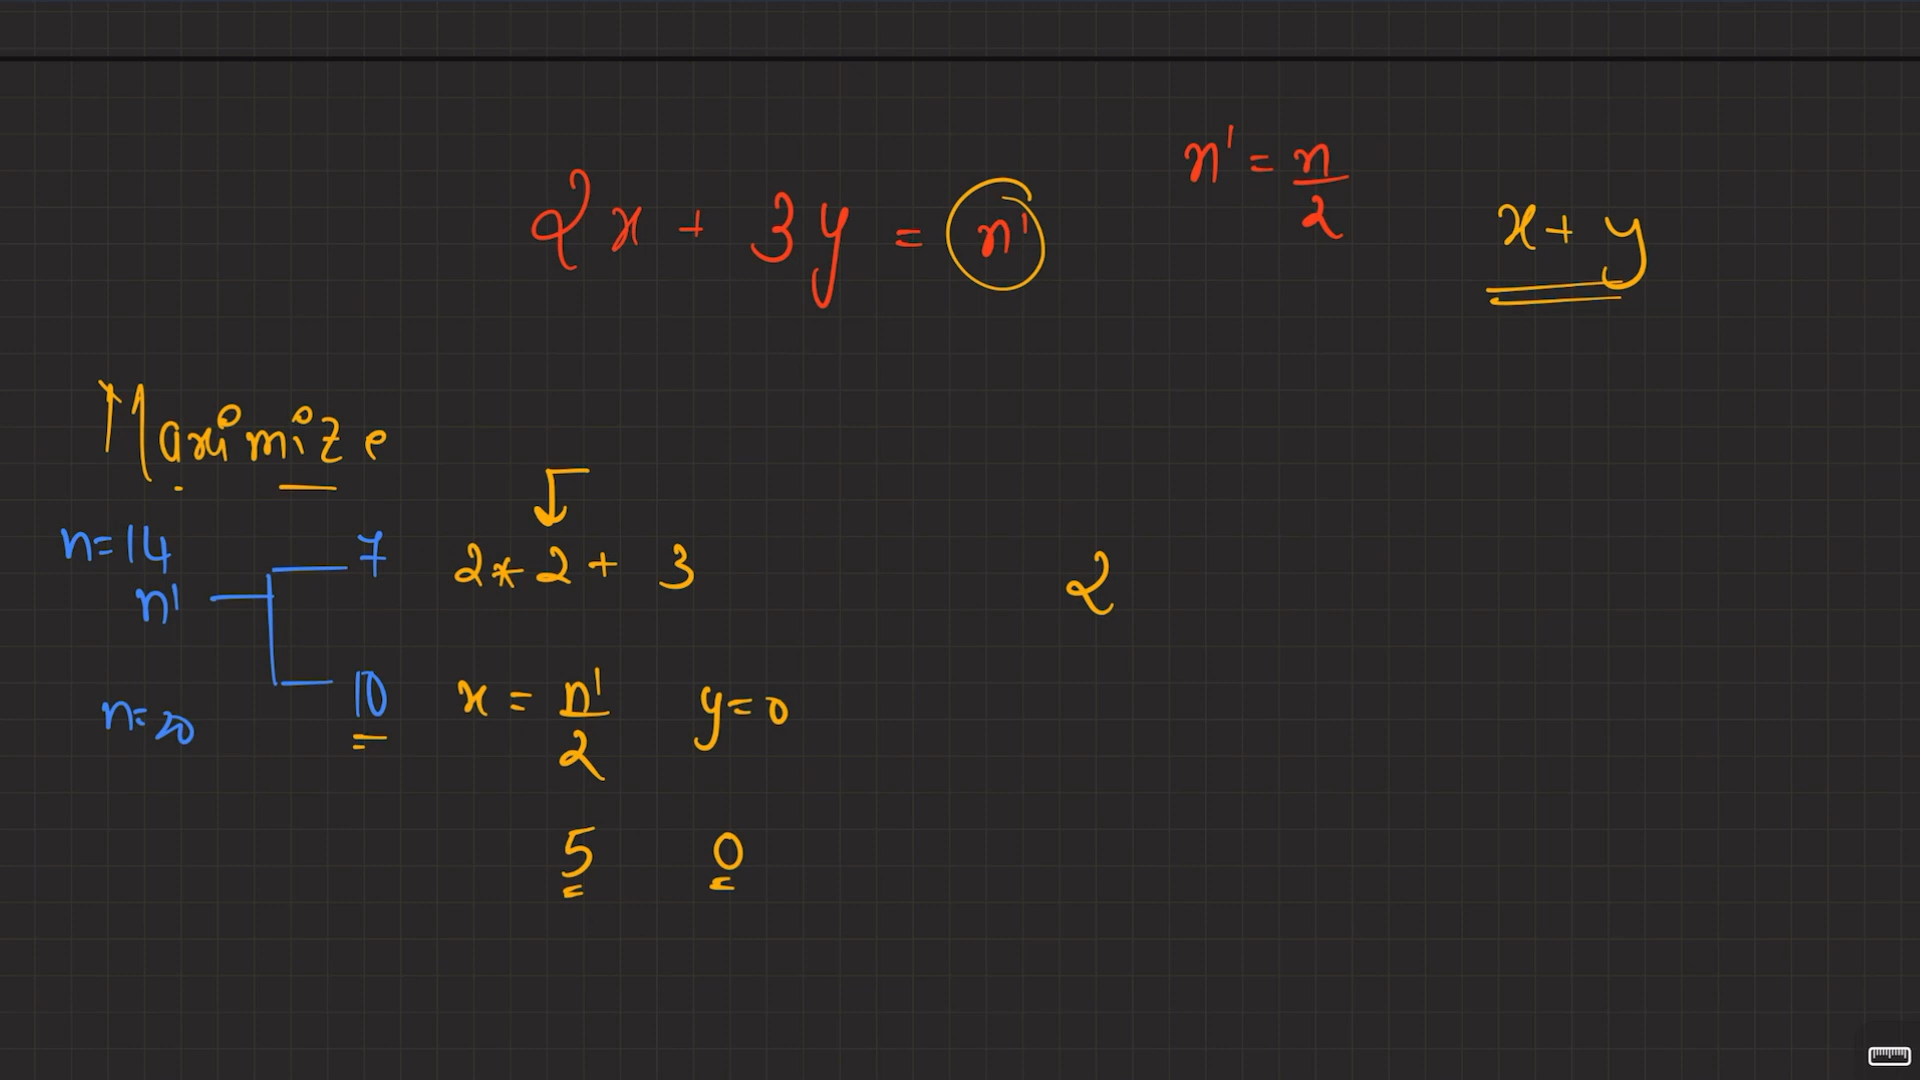 2x + 3y = n'
n' = n/2
x + y
Maximize
n=14
n'
7
2*2 + 3
2
n=20
10
x = n'/2 y=0
5 0